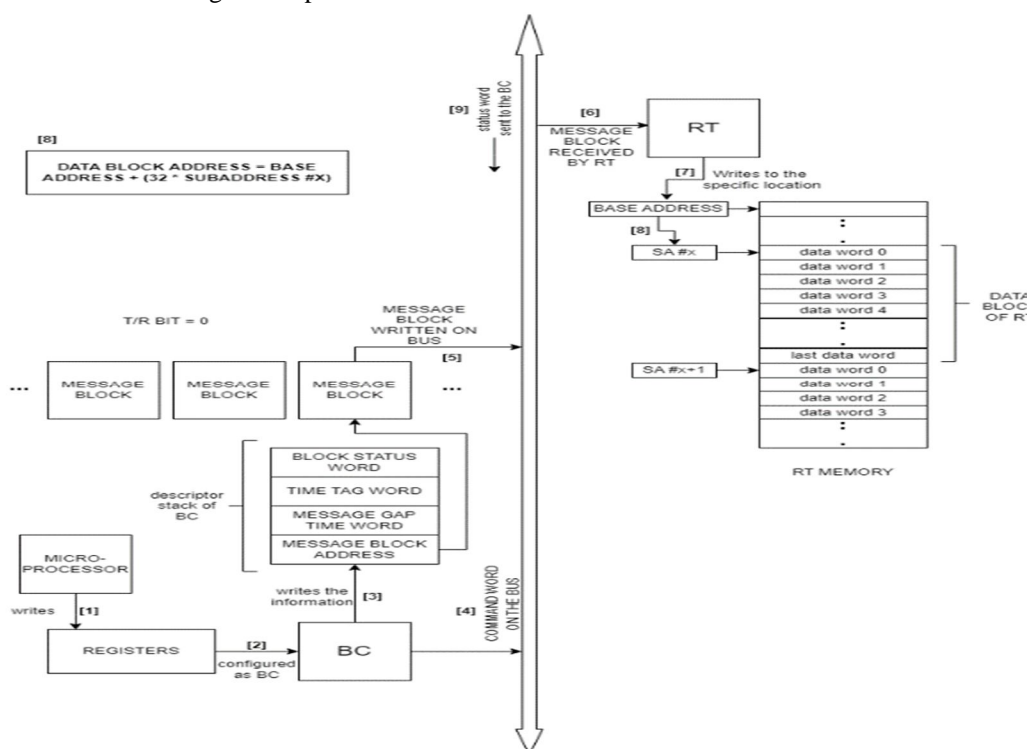 [9]
status word
sent to the BC
[6]
MESSAGE
BLOCK
RECEIVED
BY RT
RT
[8]
DATA BLOCK ADDRESS = BASE
ADDRESS + (32 * SUBADDRESS #X)
[7]
Writes to the
specific location
BASE ADDRESS
[8]
SA #x
data word 0
data word 1
data word 2
data word 3
data word 4
last data word
DATA
BLOC
OF RT
SA #x+1
data word 0
data word 1
data word 2
data word 3
RT MEMORY
T/R BIT = 0
MESSAGE
BLOCK
WRITTEN ON
BUS
[5]
...
MESSAGE
BLOCK
MESSAGE
BLOCK
MESSAGE
BLOCK
...
descriptor
stack of
BC
BLOCK STATUS
WORD
TIME TAG WORD
MESSAGE GAP
TIME WORD
MESSAGE BLOCK
ADDRESS
MICRO-
PROCESSOR
writes
[1]
writes the
information
[3]
[4]
COMMAND WORD
ON THE BUS
REGISTERS
[2]
configured
as BC
BC